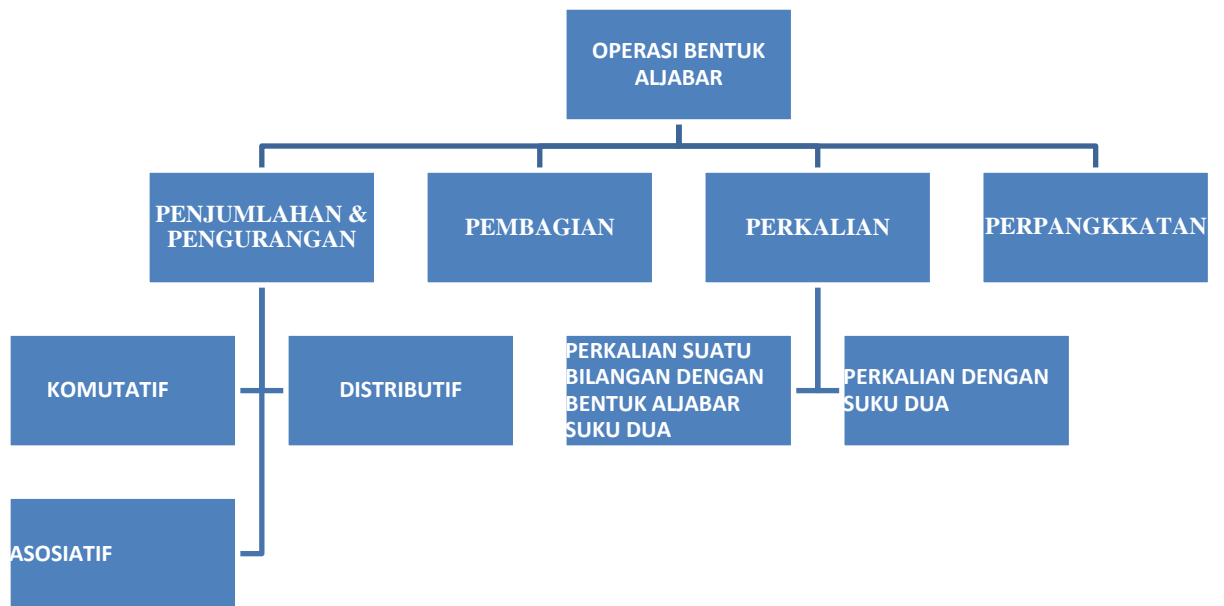 OPERASI BENTUK
ALJABAR
PENJUMLAHAN &
PENGURANGAN
PEMBAGIAN
PERKALIAN
PERPANGKKATAN
KOMUTATIF
DISTRIBUTIF
PERKALIAN SUATU
BILANGAN DENGAN
BENTUK ALJABAR
SUKU DUA
PERKALIAN DENGAN
SUKU DUA
ASOSIATIF